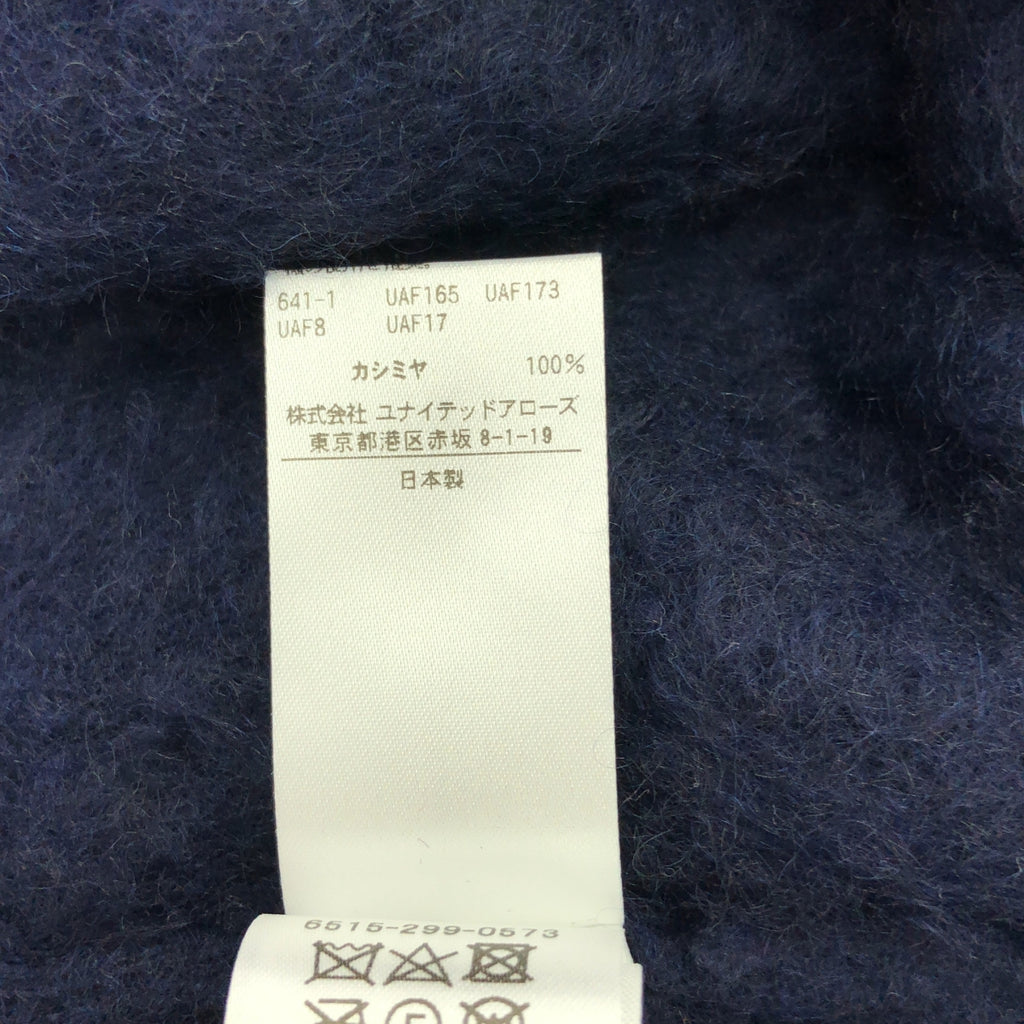 641-1 UAF165 UAF173
UAF8 UAF17
カシミヤ 100%
株式会社 ユナイテッドアローズ
東京都港区赤坂 8-1-19
日本製
6515-299-0573